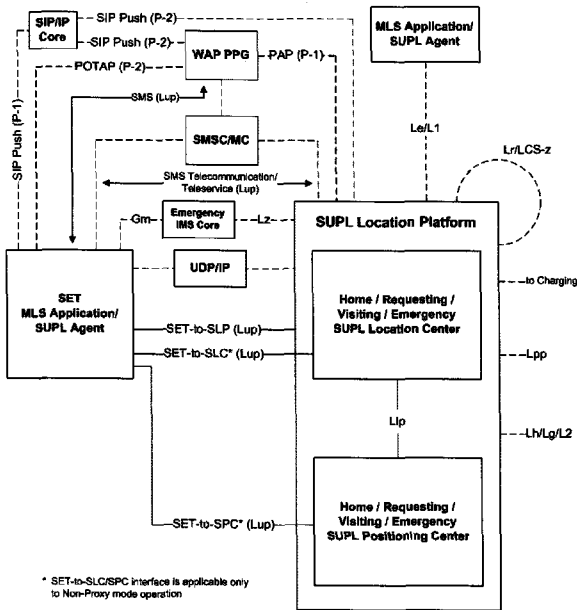 SIP/IP
Core
SIP Push (P-2)
SIP Push (P-2)
WAP PPG
PAP (P-1)
MLS Application/
SUPL Agent
POTAP (P-2)
SMS (Lup)
SIP Push (P-1)
SMSC/MC
Le/L1
Lr/LCS-z
SMS Telecommunication/
Teleservice (Lup)
Gm
Emergency
IMS Core
Lz
SUPL Location Platform
UDP/IP
SET
MLS Application/
SUPL Agent
Home / Requesting /
Visiting / Emergency
SUPL Location Center
to Charging
SET-to-SLP (Lup)
SET-to-SLC* (Lup)
Lpp
Llp
Lh/Lg/L2
Home / Requesting /
Visiting / Emergency
SUPL Positioning Center
SET-to-SPC* (Lup)
* SET-to-SLC/SPC interface is applicable only
to Non-Proxy mode operation